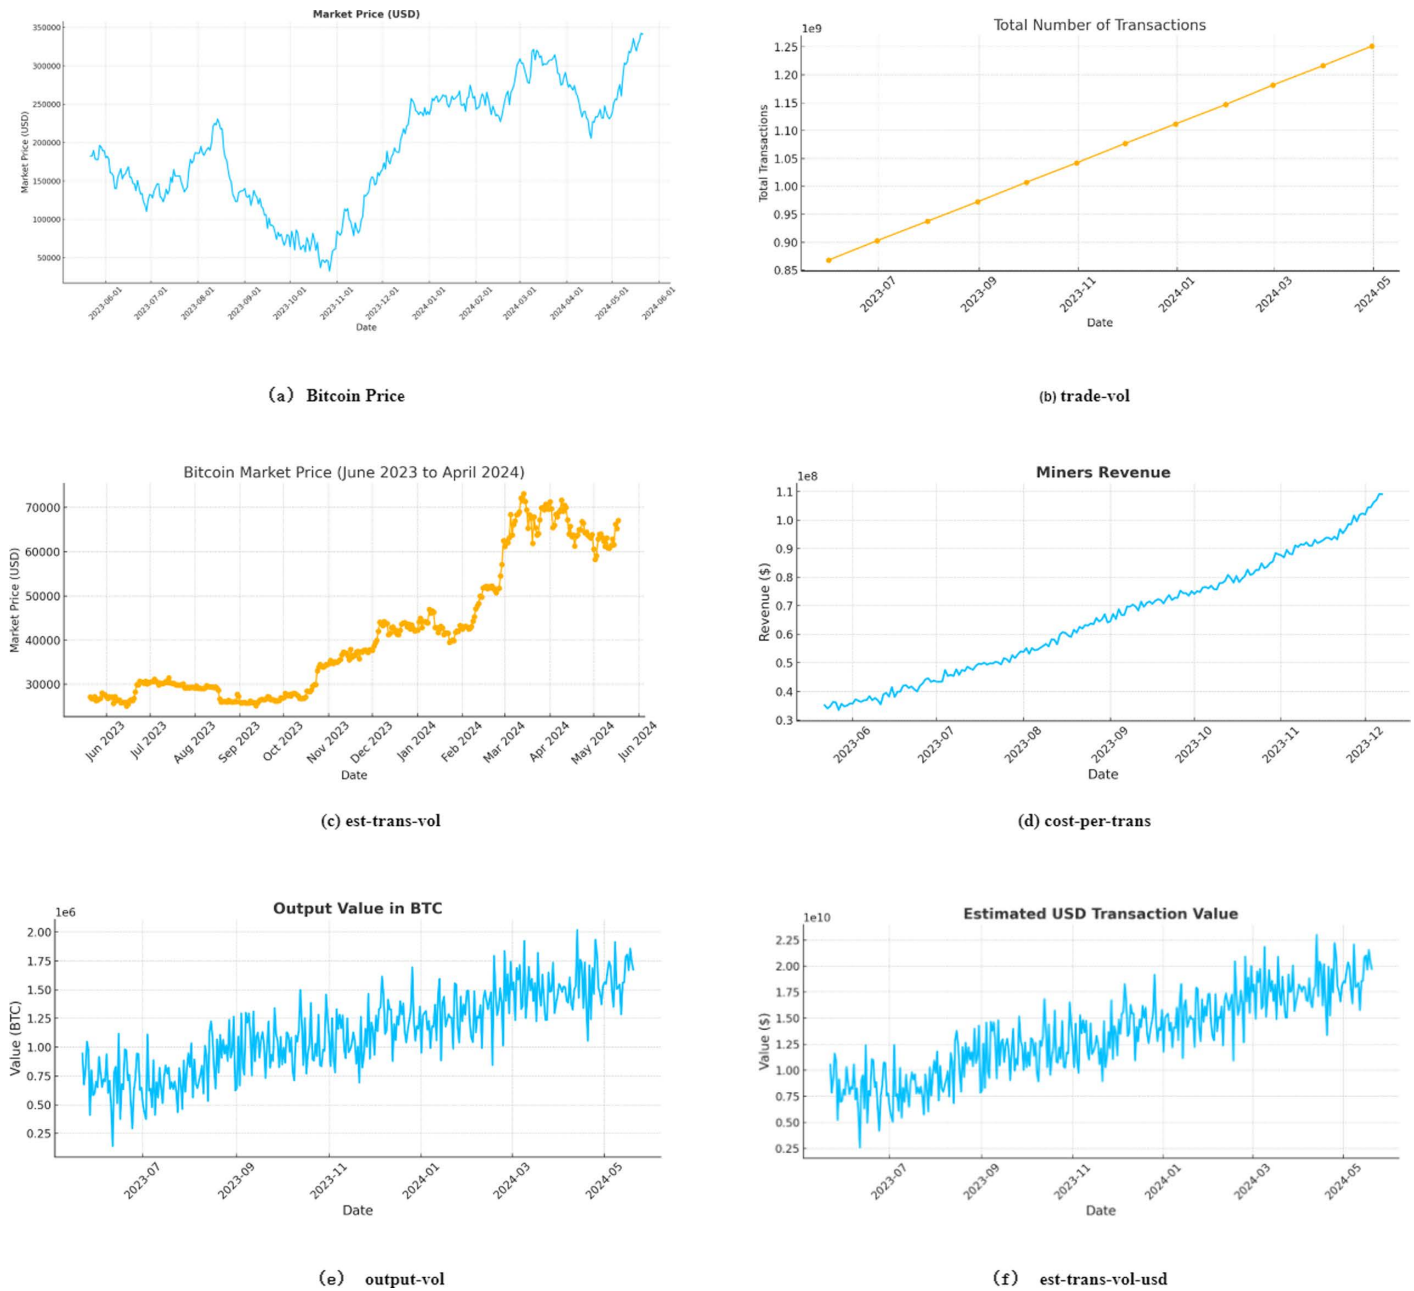 Market Price (USD)
350000
300000
250000
200000
150000
100000
50000
Market Price (USD)
2023-06-01
2023-07-01
2023-08-01
2023-09-01
2023-10-01
2023-11-01
2023-12-01
2024-01-01
2024-02-01
2024-03-01
2024-04-01
2024-05-01
2024-06-01
Date
(a) Bitcoin Price
Total Number of Transactions
1e9
1.25
1.20
1.15
1.10
1.05
1.00
0.95
0.90
0.85
Total Transactions
2023-07
2023-09
2023-11
2024-01
2024-03
2024-05
Date
(b) trade-vol
Bitcoin Market Price (June 2023 to April 2024)
70000
60000
50000
40000
30000
Market Price (USD)
Jun 2023
Jul 2023
Aug 2023
Sep 2023
Oct 2023
Nov 2023
Dec 2023
Jan 2024
Feb 2024
Mar 2024
Apr 2024
May 2024
Jun 2024
Date
(c) est-trans-vol
Miners Revenue
1e8
1.1
1.0
0.9
0.8
0.7
0.6
0.5
0.4
0.3
Revenue ($)
2023-06
2023-07
2023-08
2023-09
2023-10
2023-11
2023-12
Date
(d) cost-per-trans
Output Value in BTC
1e6
2.00
1.75
1.50
1.25
1.00
0.75
0.50
0.25
Value (BTC)
2023-07
2023-09
2023-11
2024-01
2024-03
2024-05
Date
(e) output-vol
Estimated USD Transaction Value
1e10
2.25
2.00
1.75
1.50
1.25
1.00
0.75
0.50
0.25
Value ($)
2023-07
2023-09
2023-11
2024-01
2024-03
2024-05
Date
(f) est-trans-vol-usd